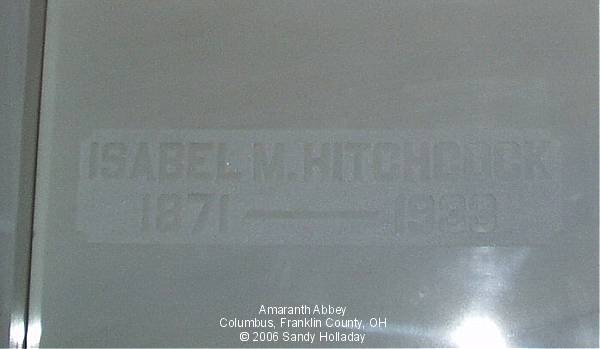 ISABEL M. HITCHCOCK
1871 —
Amaranth Abbey
Columbus, Franklin County, OH
© 2006 Sandy Holladay